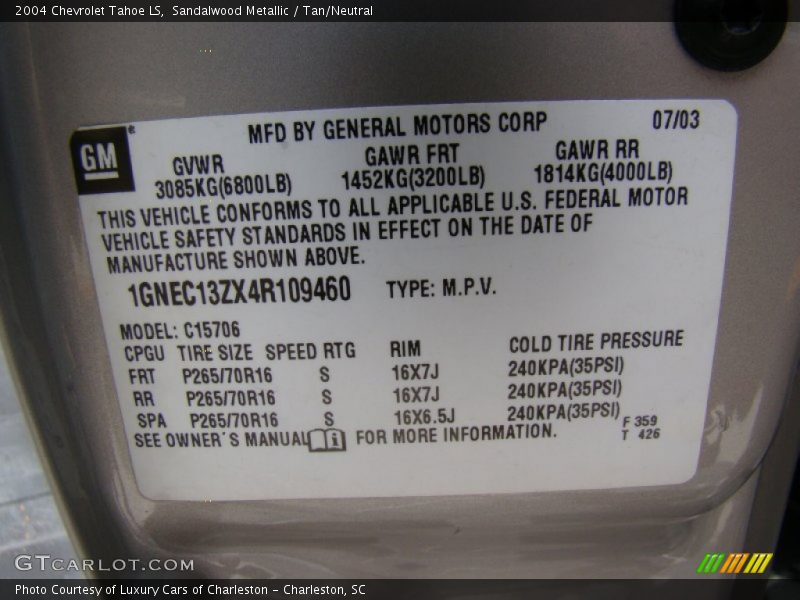 2004 Chevrolet Tahoe LS, Sandalwood Metallic / Tan/Neutral
GM
MFD BY GENERAL MOTORS CORP 07/03
GVWR GAWR FRT GAWR RR
3085KG(6800LB) 1452KG(3200LB) 1814KG(4000LB)
THIS VEHICLE CONFORMS TO ALL APPLICABLE U.S. FEDERAL MOTOR
VEHICLE SAFETY STANDARDS IN EFFECT ON THE DATE OF
MANUFACTURE SHOWN ABOVE.
1GNEC13ZX4R109460 TYPE: M.P.V.
MODEL: C15706
CPGU TIRE SIZE SPEED RTG RIM COLD TIRE PRESSURE
FRT P265/70R16 S 16X7J 240KPA(35PSI)
RR P265/70R16 S 16X7J 240KPA(35PSI)
SPA P265/70R16 S 16X6.5J 240KPA(35PSI)
SEE OWNER'S MANUAL FOR MORE INFORMATION.
F 359
T 426
GTCARLOT.COM
Photo Courtesy of Luxury Cars of Charleston - Charleston, SC